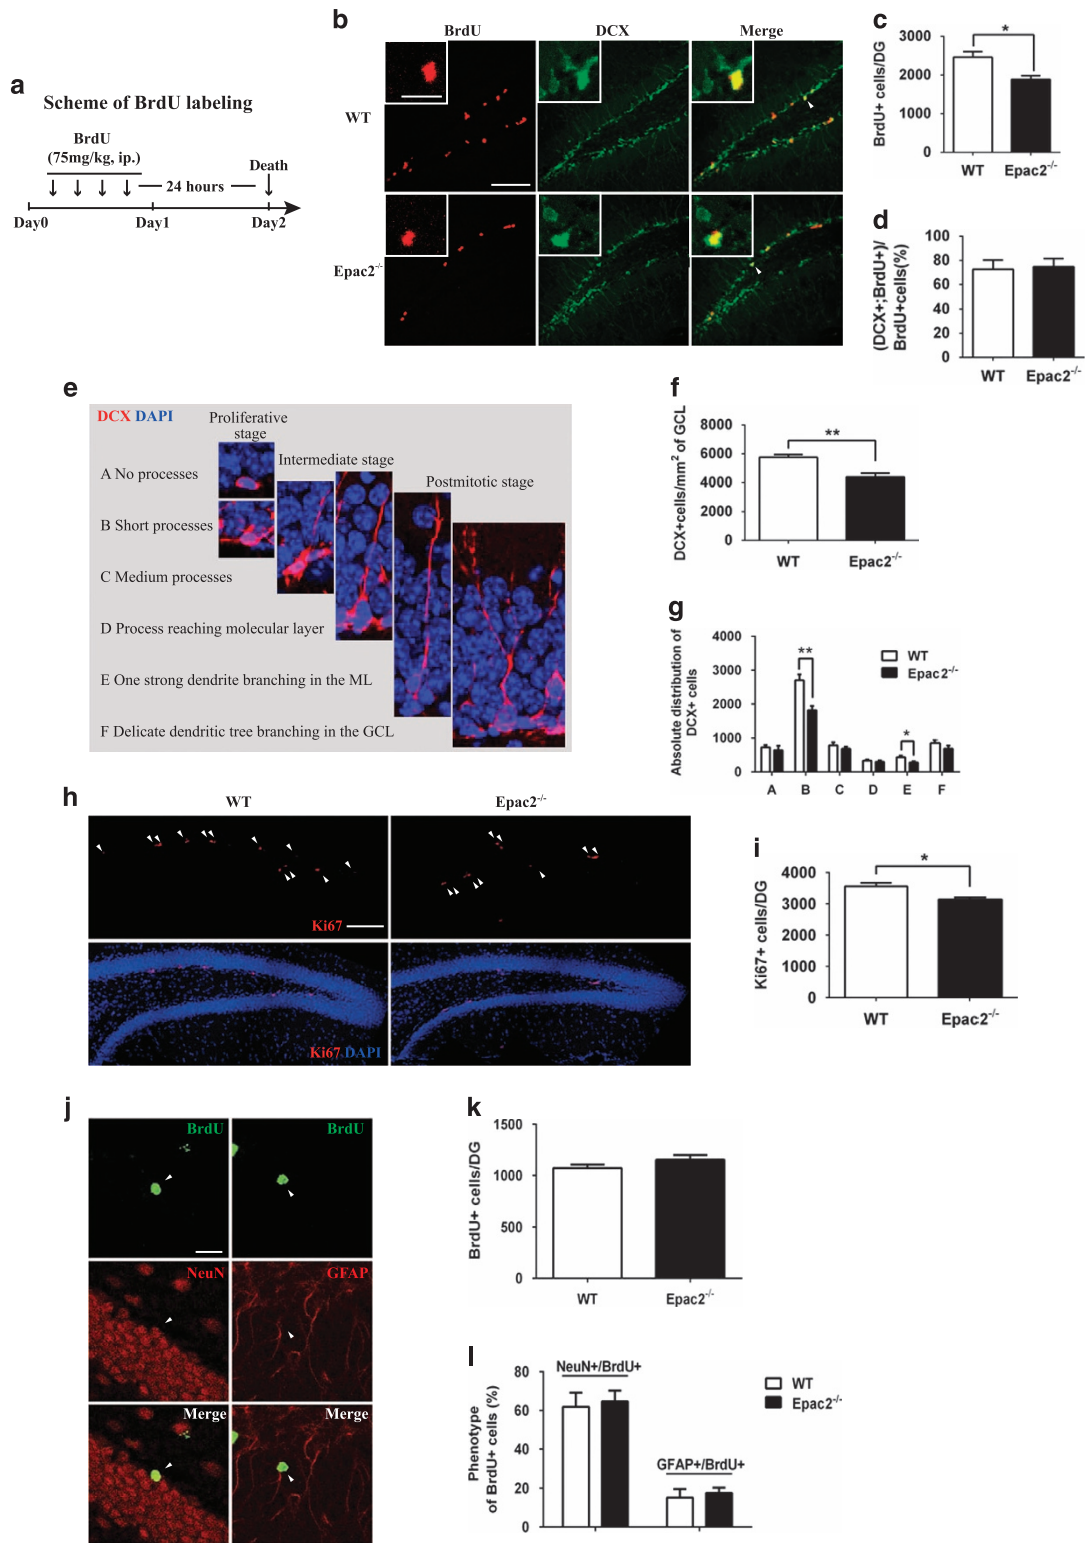 a
Scheme of BrdU labeling
BrdU
(75mg/kg, ip.)
24 hours
Death
Day0
Day1
Day2
b
BrdU
DCX
Merge
WT
Epac2-/-
c
BrdU+ cells/DG
3000
2000
1000
0
*
WT
Epac2-/-
d
(DCX+;BrdU+)/
BrdU+cells(%)
100
80
60
40
20
0
WT
Epac2-/-
e
DCX DAPI
Proliferative
stage
Intermediate stage
Postmitotic stage
A No processes
B Short processes
C Medium processes
D Process reaching molecular layer
E One strong dendrite branching in the ML
F Delicate dendritic tree branching in the GCL
f
DCX+cells/mm2 of GCL
8000
6000
4000
2000
0
**
WT
Epac2-/-
g
Absolute distribution of
DCX+ cells
4000
3000
2000
1000
0
**
*
WT
Epac2-/-
A B C D E F
h
WT
Epac2-/-
Ki67
Ki67 DAPI
i
Ki67+ cells/DG
5000
4000
3000
2000
1000
0
*
WT
Epac2-/-
j
BrdU
BrdU
NeuN
GFAP
Merge
Merge
k
BrdU+ cells/DG
1500
1000
500
0
WT
Epac2-/-
l
Phenotype
of BrdU+ cells (%)
80
60
40
20
0
NeuN+/BrdU+
GFAP+/BrdU+
WT
Epac2-/-